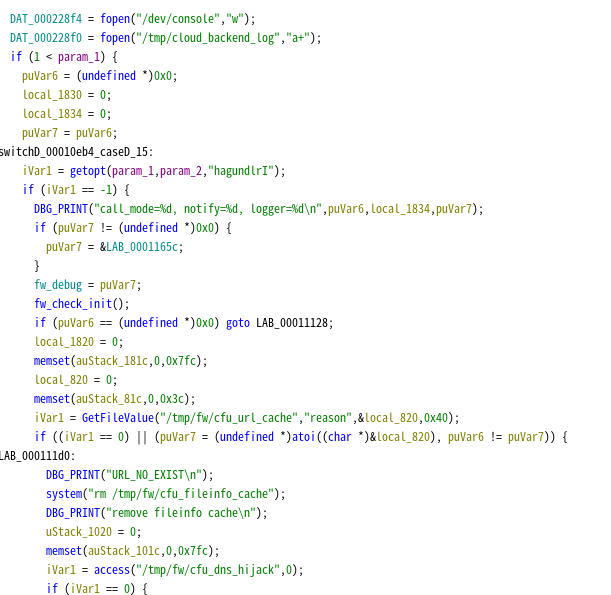 DAT_000228f4 = fopen("/dev/console","w");
DAT_000228f0 = fopen("/tmp/cloud_backend_log","a+");
if (1 < param_1) {
puVar6 = (undefined *)0x0;
local_1830 = 0;
local_1834 = 0;
puVar7 = puVar6;
switchD_00010eb4_caseD_15:
iVar1 = getopt(param_1,param_2,"hagundlrI");
if (iVar1 == -1) {
DBG_PRINT("call_mode=%d, notify=%d, logger=%d\n",puVar6,local_1834,puVar7);
if (puVar7 != (undefined *)0x0) {
puVar7 = &LAB_0001165c;
}
fw_debug = puVar7;
fw_check_init();
if (puVar6 == (undefined *)0x0) goto LAB_00011128;
local_1820 = 0;
memset(auStack_181c,0,0x7fc);
local_820 = 0;
memset(auStack_81c,0,0x3c);
iVar1 = GetFileValue("/tmp/fw/cfu_url_cache","reason",&local_820,0x40);
if ((iVar1 == 0) || (puVar7 = (undefined *)atoi((char *)&local_820), puVar6 != puVar7)) {
LAB_000111d0:
DBG_PRINT("URL_NO_EXIST\n");
system("rm /tmp/fw/cfu_fileinfo_cache");
DBG_PRINT("remove fileinfo cache\n");
uStack_1020 = 0;
memset(auStack_101c,0,0x7fc);
iVar1 = access("/tmp/fw/cfu_dns_hijack",0);
if (iVar1 == 0) {